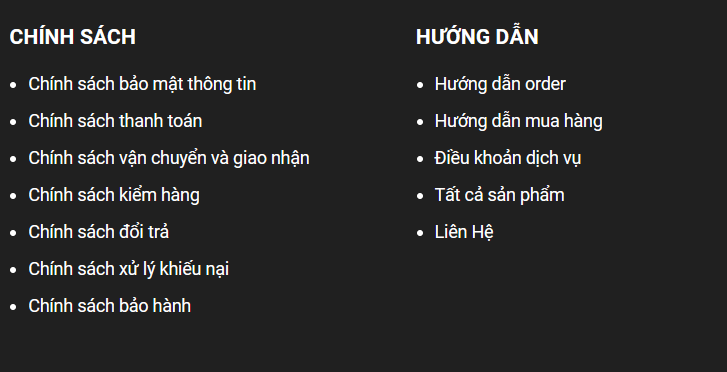 CHÍNH SÁCH
Chính sách bảo mật thông tin
Chính sách thanh toán
Chính sách vận chuyển và giao nhận
Chính sách kiểm hàng
Chính sách đổi trả
Chính sách xử lý khiếu nại
Chính sách bảo hành
HƯỚNG DẪN
Hướng dẫn order
Hướng dẫn mua hàng
Điều khoản dịch vụ
Tất cả sản phẩm
Liên Hệ